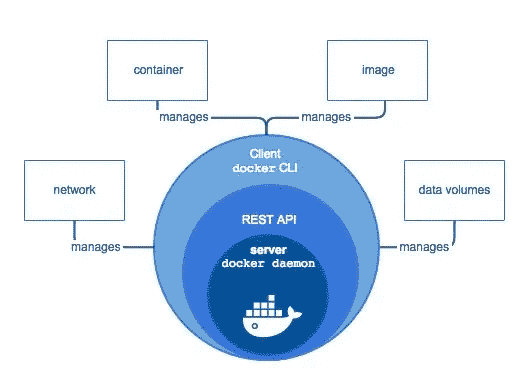 container
image
manages
manages
Client
docker CLI
network
REST API
data volumes
manages
server
docker daemon
manages